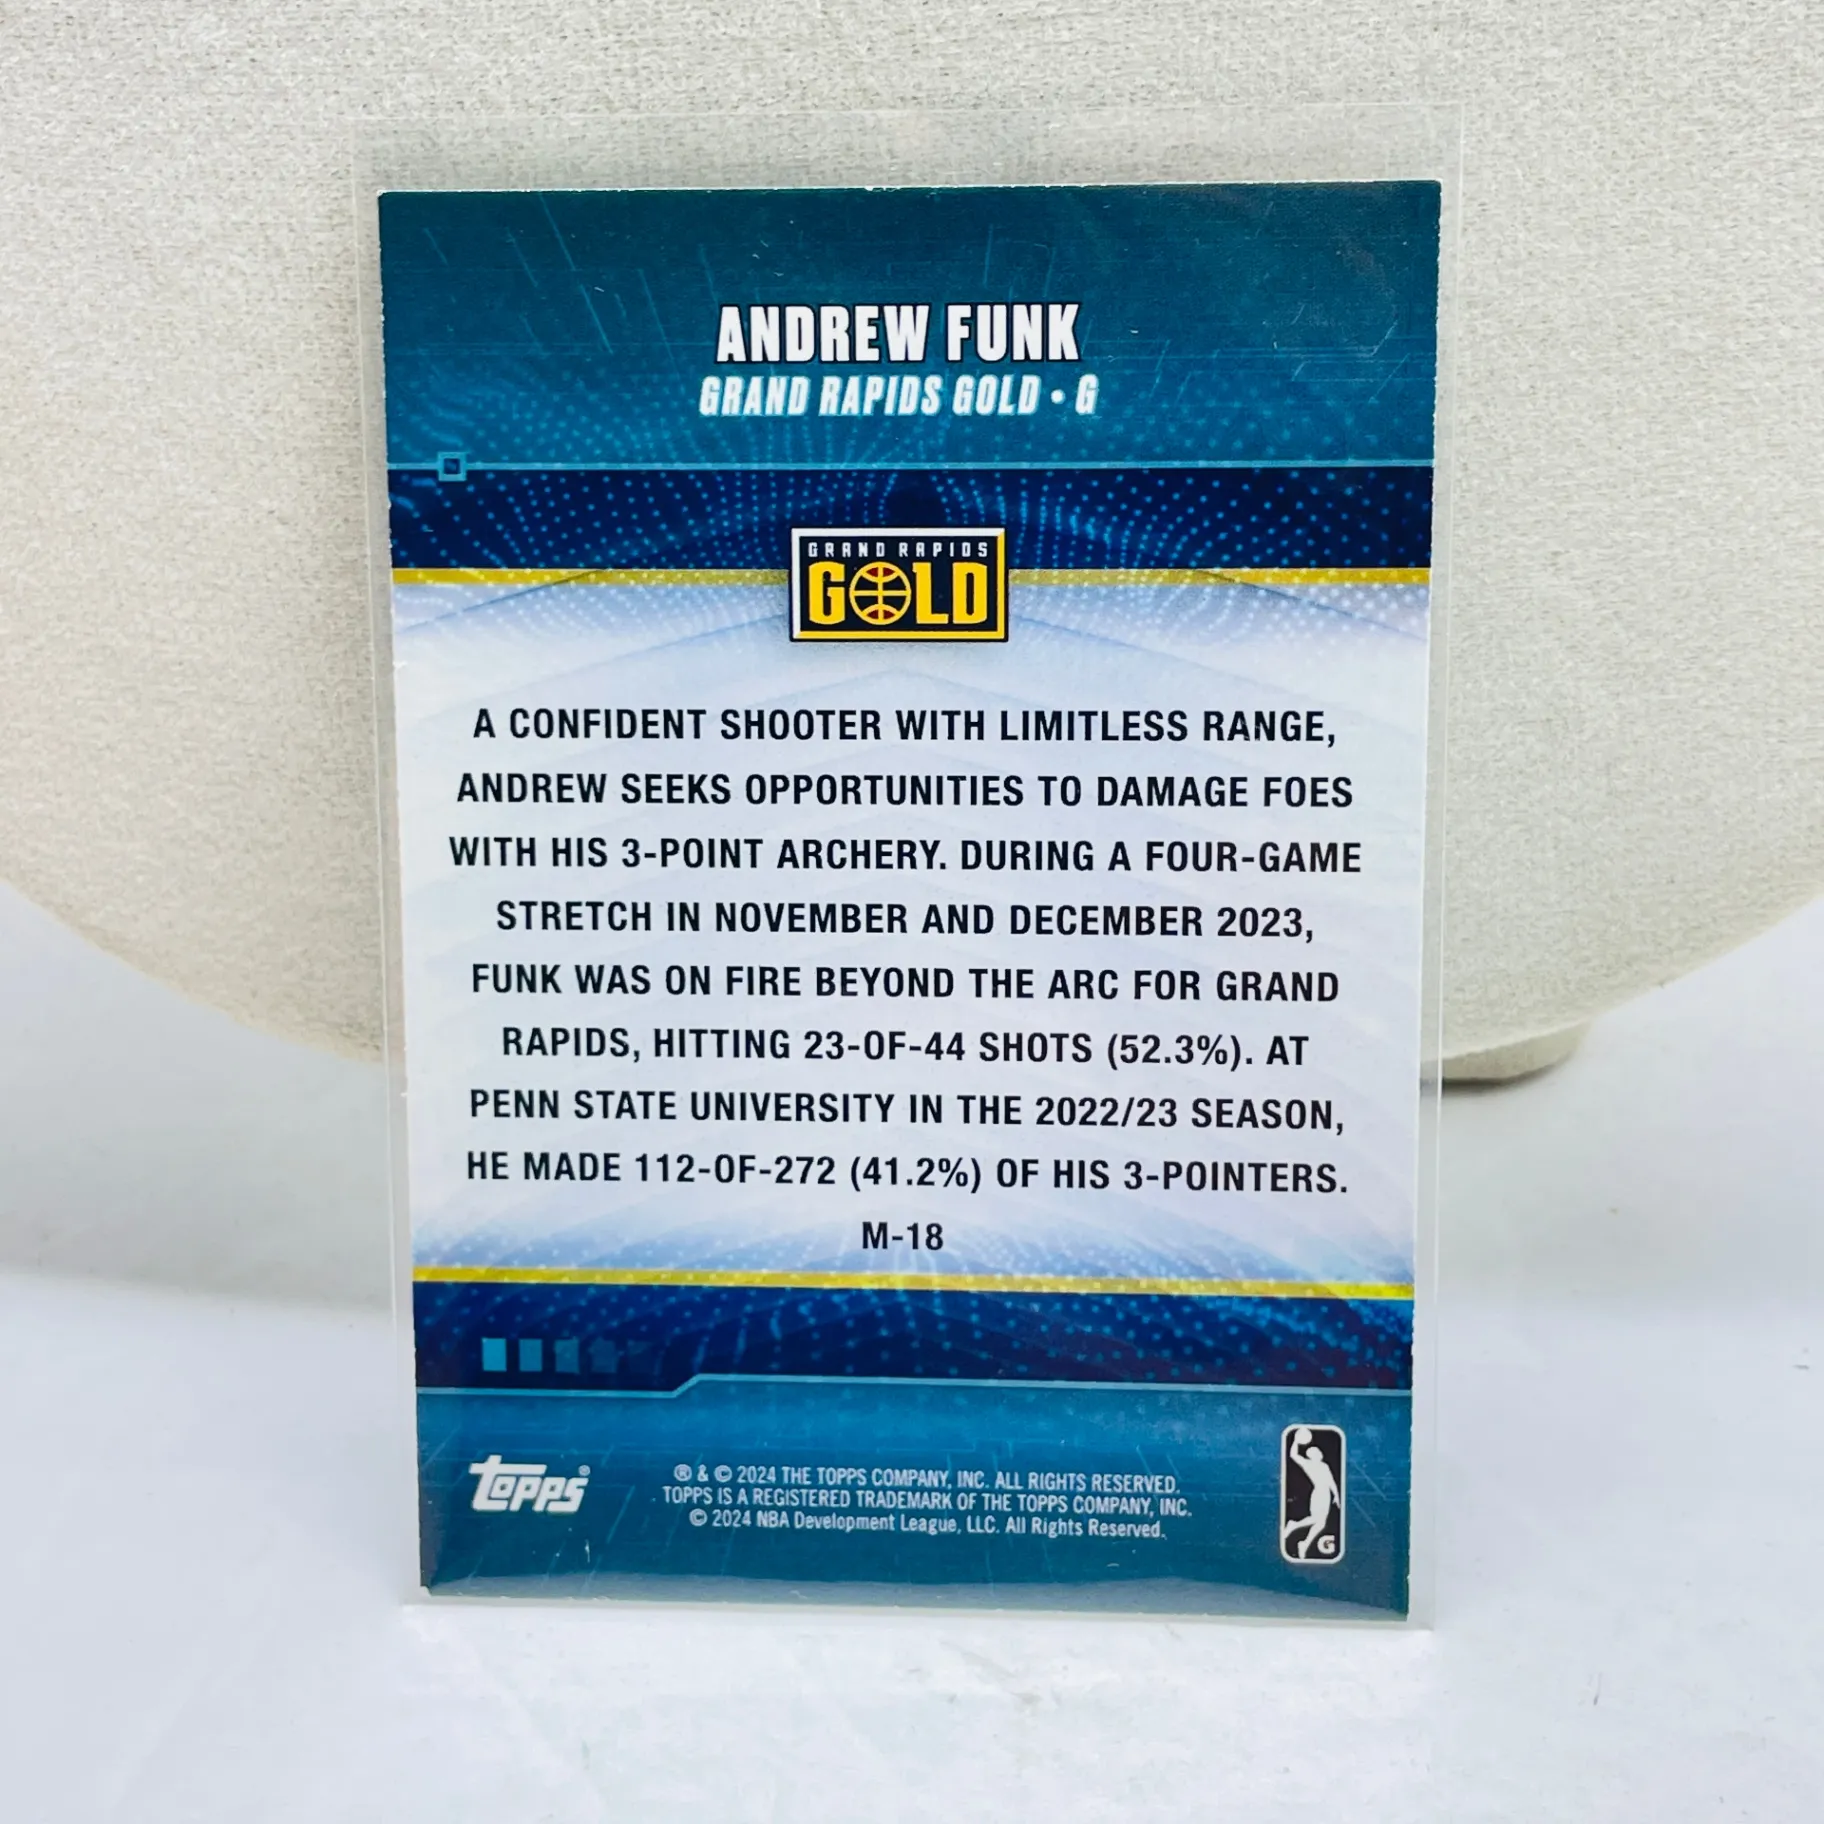 ANDREW FUNK
GRAND RAPIDS GOLD • G
GRAND RAPIDS
GOLD
A CONFIDENT SHOOTER WITH LIMITLESS RANGE,
ANDREW SEEKS OPPORTUNITIES TO DAMAGE FOES
WITH HIS 3-POINT ARCHERY. DURING A FOUR-GAME
STRETCH IN NOVEMBER AND DECEMBER 2023,
FUNK WAS ON FIRE BEYOND THE ARC FOR GRAND
RAPIDS, HITTING 23-OF-44 SHOTS (52.3%). AT
PENN STATE UNIVERSITY IN THE 2022/23 SEASON,
HE MADE 112-OF-272 (41.2%) OF HIS 3-POINTERS.
M-18
topps®
® & © 2024 THE TOPPS COMPANY, INC. ALL RIGHTS RESERVED.
TOPPS IS A REGISTERED TRADEMARK OF THE TOPPS COMPANY, INC.
© 2024 NBA Development League, LLC. All Rights Reserved.
G